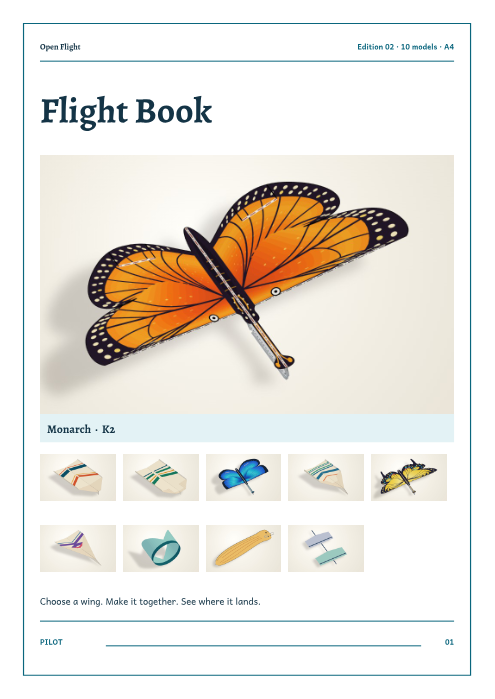 Open Flight
Edition 02 · 10 models · A4
Flight Book
Monarch · K2
Choose a wing. Make it together. See where it lands.
PILOT
01